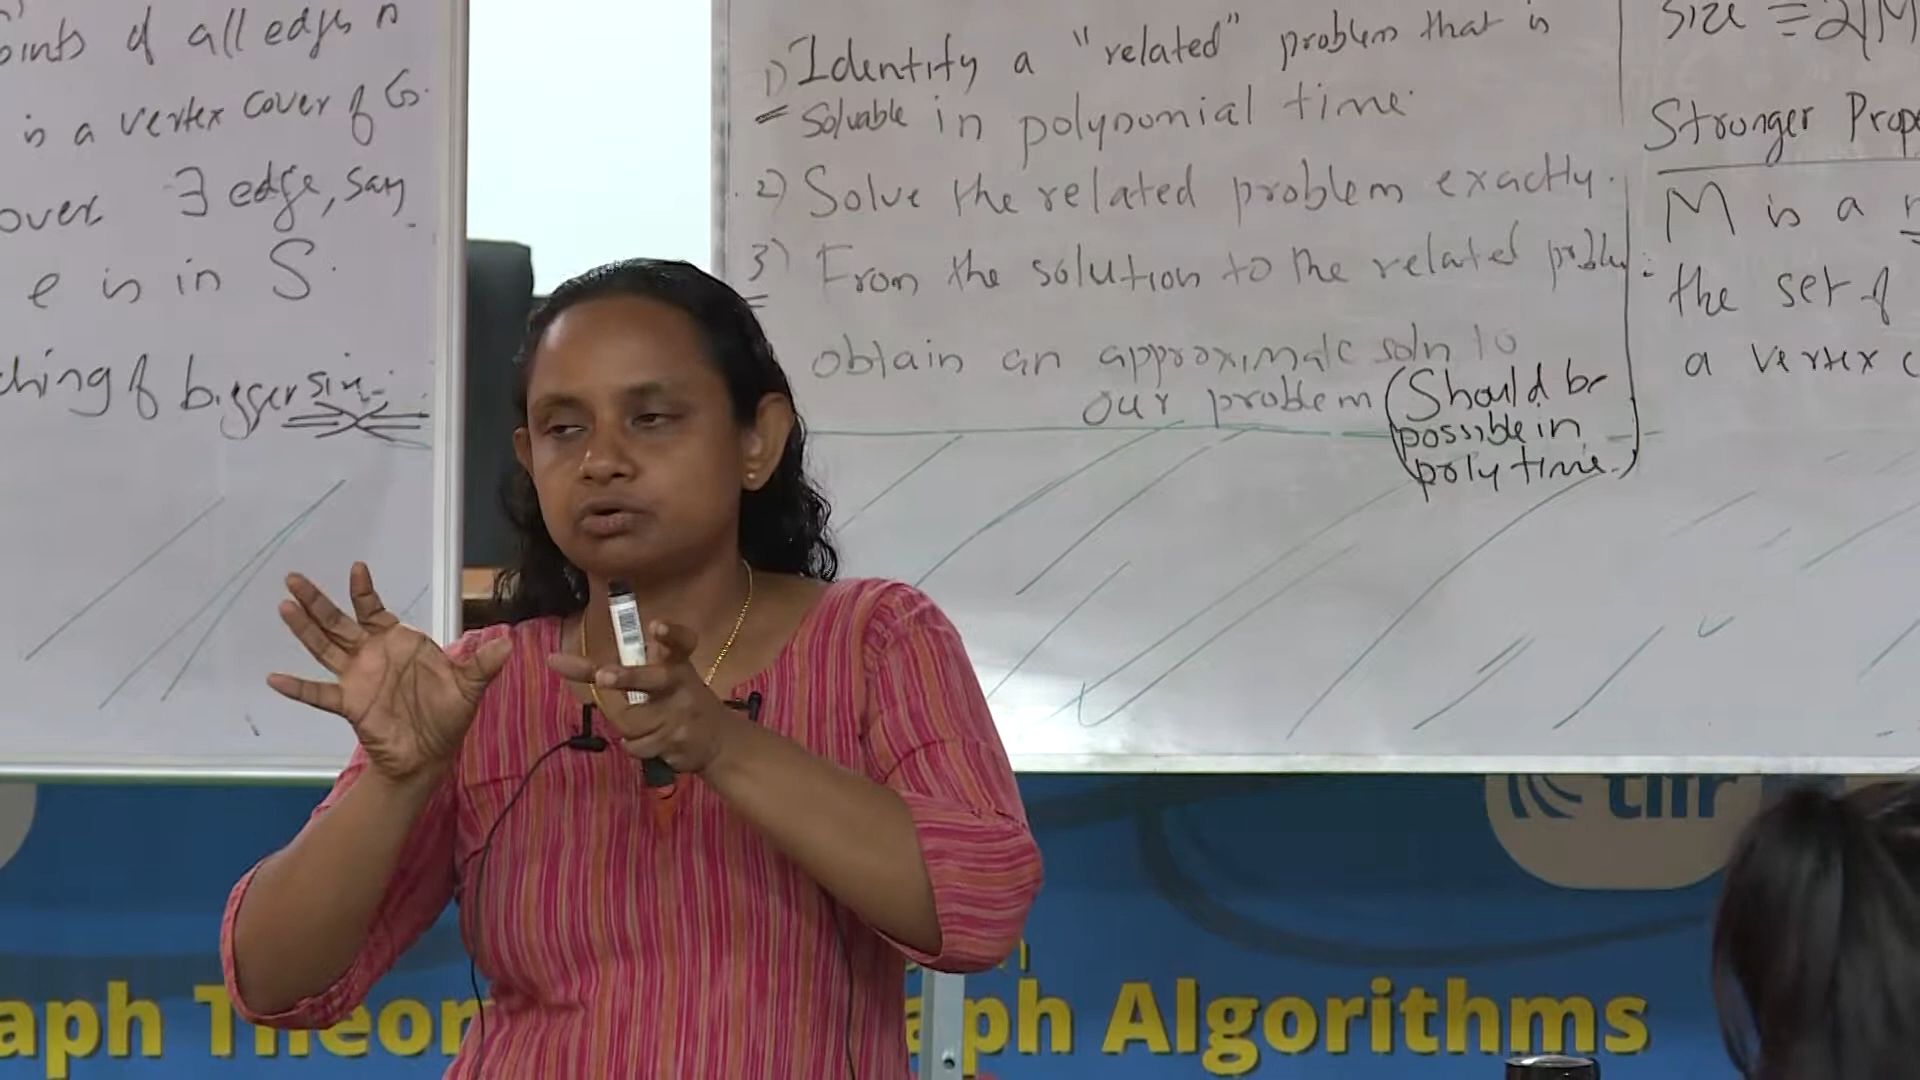 oints of all edges n
is a vertex cover of G.
over ∃ edge, say
e is in S.
ching of bigger size.
1) Identify a "related" problem that is
solvable in polynomial time.
2) Solve the related problem exactly.
3) From the solution to the related problem
obtain an approximate soln to
our problem (Should be
possible in
poly time.)
Size = 2|M
Stronger Prope
M is a
the set of
a vertex c
tifr
aph Theor
aph Algorithms